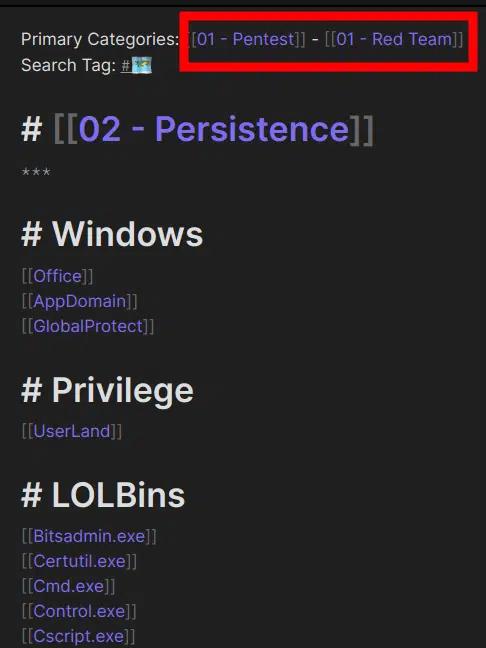 Primary Categories: [[01 - Pentest]] - [[01 - Red Team]]
Search Tag: #🗺️
# [[02 - Persistence]]
***
# Windows
[[Office]]
[[AppDomain]]
[[GlobalProtect]]
# Privilege
[[UserLand]]
# LOLBins
[[Bitsadmin.exe]]
[[Certutil.exe]]
[[Cmd.exe]]
[[Control.exe]]
[[Cscript.exe]]